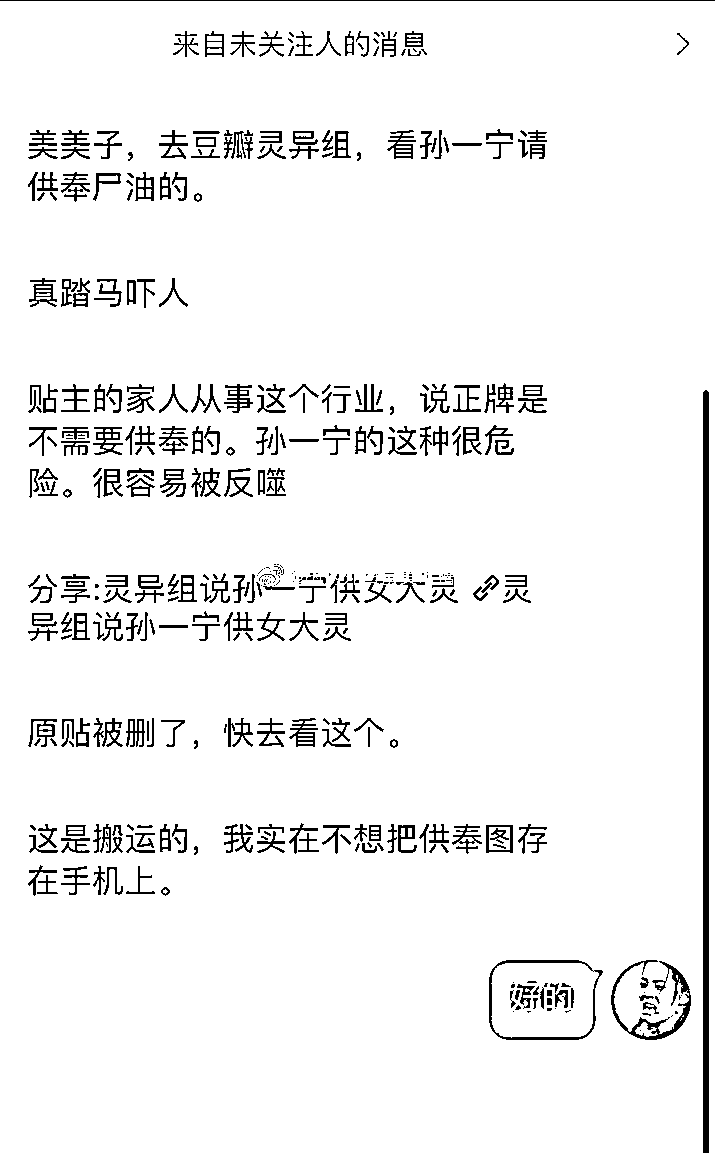 来自未关注人的消息
美美子，去豆瓣灵异组，看孙一宁请
供奉尸油的。
真踏马吓人
贴主的家人从事这个行业，说正牌是
不需要供奉的。孙一宁的这种很危
险。很容易被反噬
分享:灵异组说孙一宁供女大灵 灵
异组说孙一宁供女大灵
原贴被删了，快去看这个。
这是搬运的，我实在不想把供奉图存
在手机上。
好的